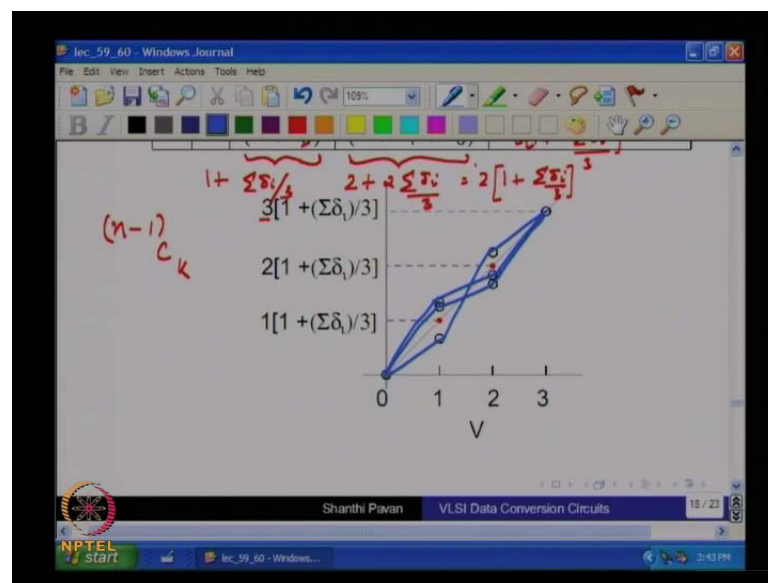 lec_59_60 - Windows Journal
File Edit View Insert Actions Tools Help
109%
B I
1 + Σδi/3
2 + 2 Σδi/3 = 2[1 + Σδi/3]
(n-1)
C
K
3[1 +(Σδi)/3]
2[1 +(Σδi)/3]
1[1 +(Σδi)/3]
0 1 2 3
V
Shanthi Pavan VLSI Data Conversion Circuits 18 / 23
NPTEL
start lec_59_60 - Windows... 3:43 PM